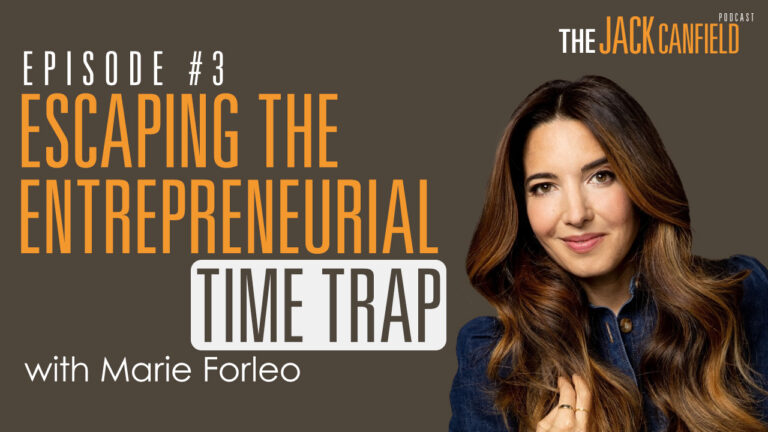 PODCAST
THE JACK CANFIELD
EPISODE #3
ESCAPING THE
ENTREPRENEURIAL
TIME TRAP
with Marie Forleo